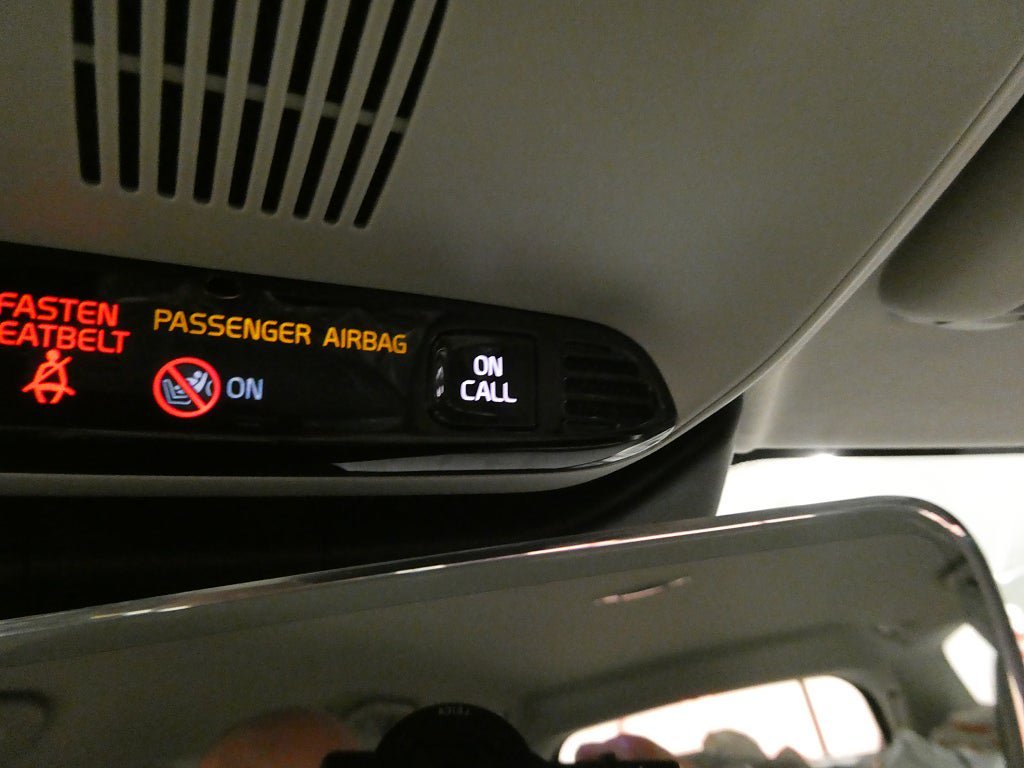 FASTEN
EATBELT
PASSENGER AIRBAG
ON
ON
CALL